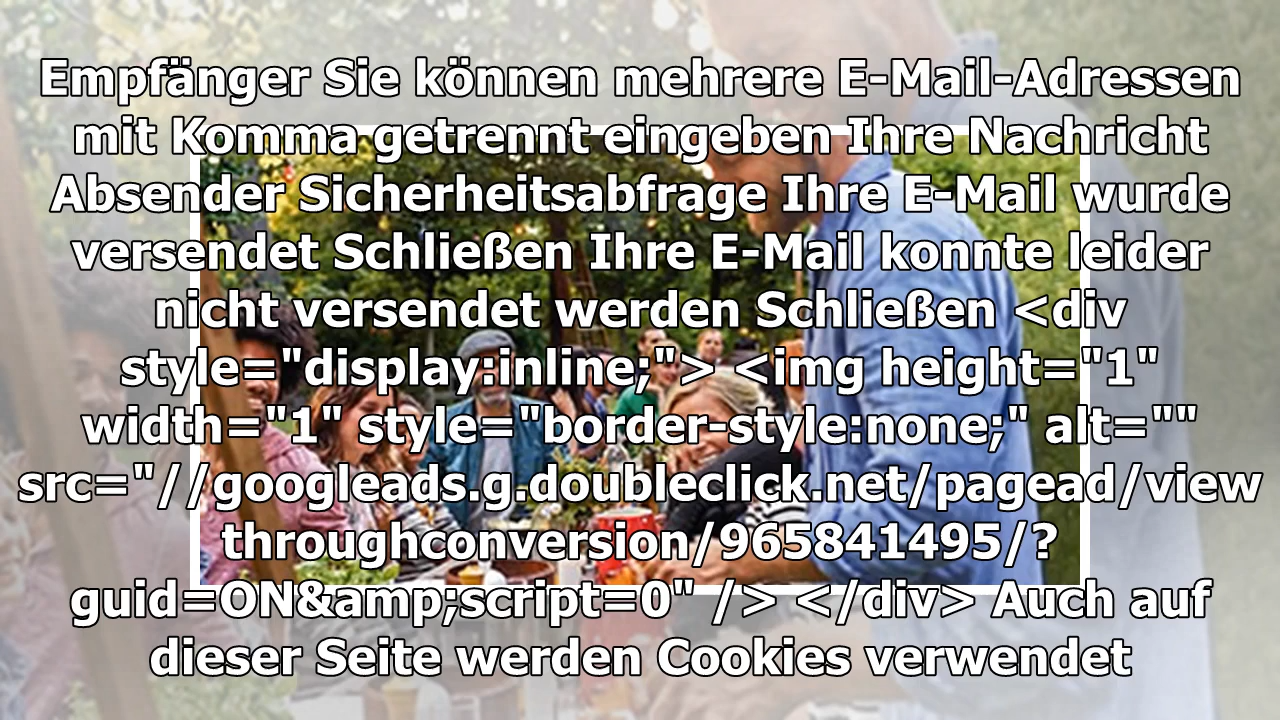 Empfänger Sie können mehrere E-Mail-Adressen
mit Komma getrennt eingeben Ihre Nachricht
Absender Sicherheitsabfrage Ihre E-Mail wurde
versendet Schließen Ihre E-Mail konnte leider
nicht versendet werden Schließen <div
style="display:inline;"> <img height="1"
width="1" style="border-style:none;" alt=""
src="//googleads.g.doubleclick.net/pagead/view
throughconversion/965841495/?
guid=ON&amp;script=0" /> </div> Auch auf
dieser Seite werden Cookies verwendet